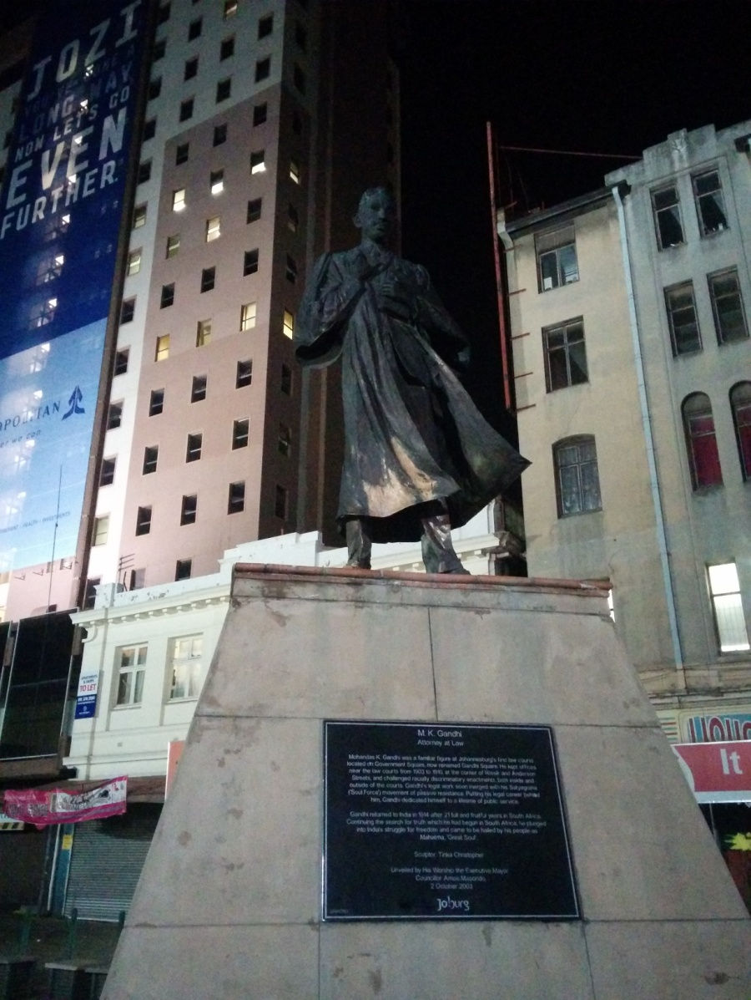 JOZI
LONG WAY
NOW LET'S GO
EVEN
FURTHER.
TO LET
M. K. Gandhi
Attorney at Law
Mohandas K. Gandhi was a familiar figure at Johannesburg's first law courts
located on Government Square, now renamed Gandhi Square. He kept offices
near the law courts from 1903 to 1910, at the corner of Rissik and Anderson
Streets, and challenged racially discriminatory enactments, both inside and
outside of the courts. Gandhi's legal work soon merged with his Satyagraha
('Soul Force') movement of passive resistance. Putting his legal career behind
him, Gandhi dedicated himself to a lifetime of public service.
Gandhi returned to India in 1914 after 21 full and fruitful years in South Africa.
Continuing the search for truth which he had begun in South Africa, he plunged
into India's struggle for freedom and came to be hailed by his people as
Mahatma, 'Great Soul'.
Sculptor: Tinka Christopher
Unveiled by His Worship the Executive Mayor
Councillor Amos Masondo
2 October 2003
Joburg
It